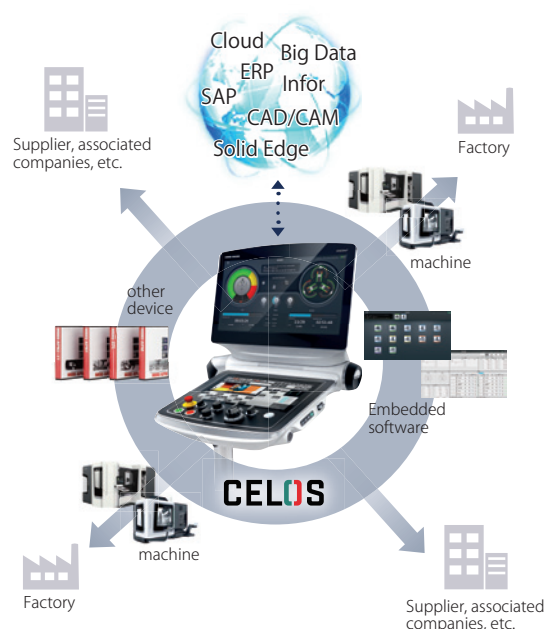 Cloud
Big Data
ERP
Infor
SAP
CAD/CAM
Solid Edge
Supplier, associated
companies, etc.
Factory
machine
other
device
Embedded
software
CELOS
machine
Factory
Supplier, associated
companies, etc.